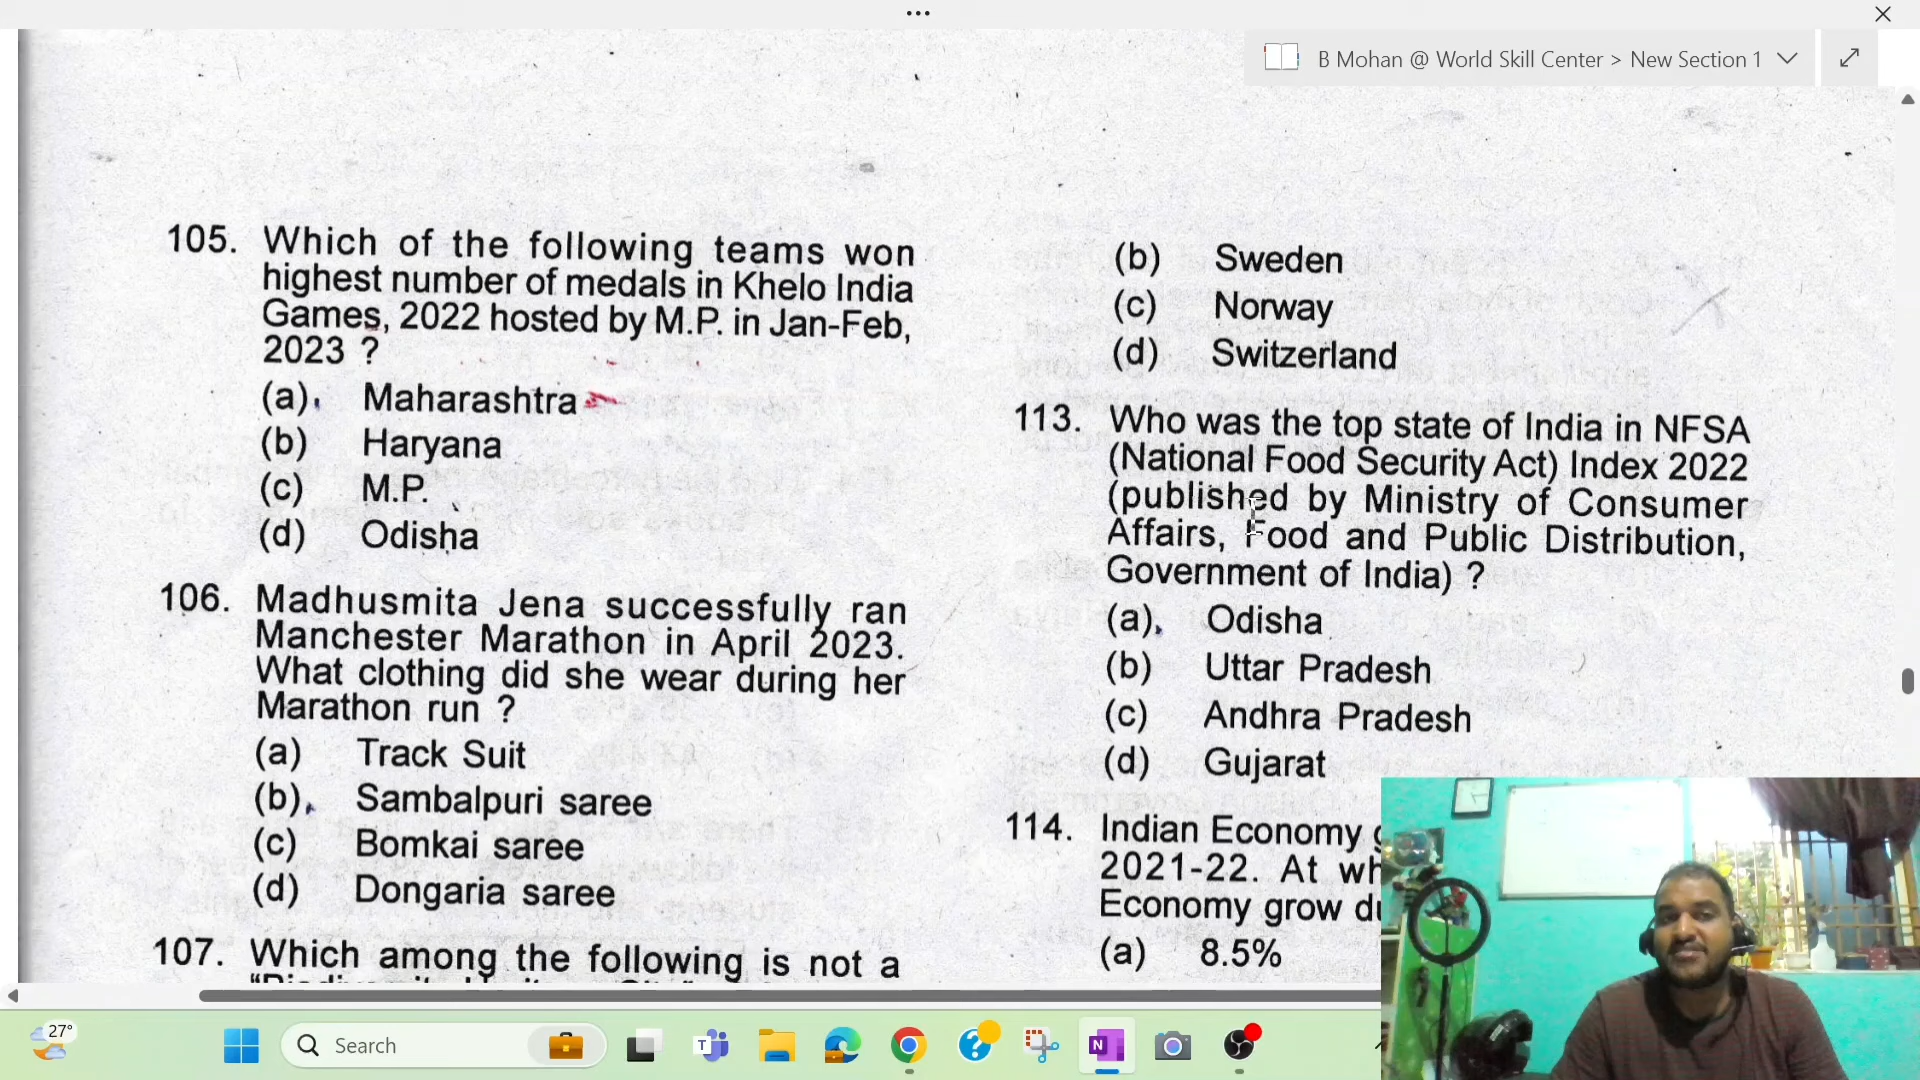 B Mohan @ World Skill Center > New Section 1
105. Which of the following teams won
highest number of medals in Khelo India
Games, 2022 hosted by M.P. in Jan-Feb,
2023 ?
(a) Maharashtra
(b) Haryana
(c) M.P.
(d) Odisha
106. Madhusmita Jena successfully ran
Manchester Marathon in April 2023.
What clothing did she wear during her
Marathon run ?
(a) Track Suit
(b) Sambalpuri saree
(c) Bomkai saree
(d) Dongaria saree
107. Which among the following is not a
(b) Sweden
(c) Norway
(d) Switzerland
113. Who was the top state of India in NFSA
(National Food Security Act) Index 2022
(published by Ministry of Consumer
Affairs, Food and Public Distribution,
Government of India) ?
(a) Odisha
(b) Uttar Pradesh
(c) Andhra Pradesh
(d) Gujarat
114. Indian Economy
2021-22. At
Economy grow
(a) 8.5%
27°
Search